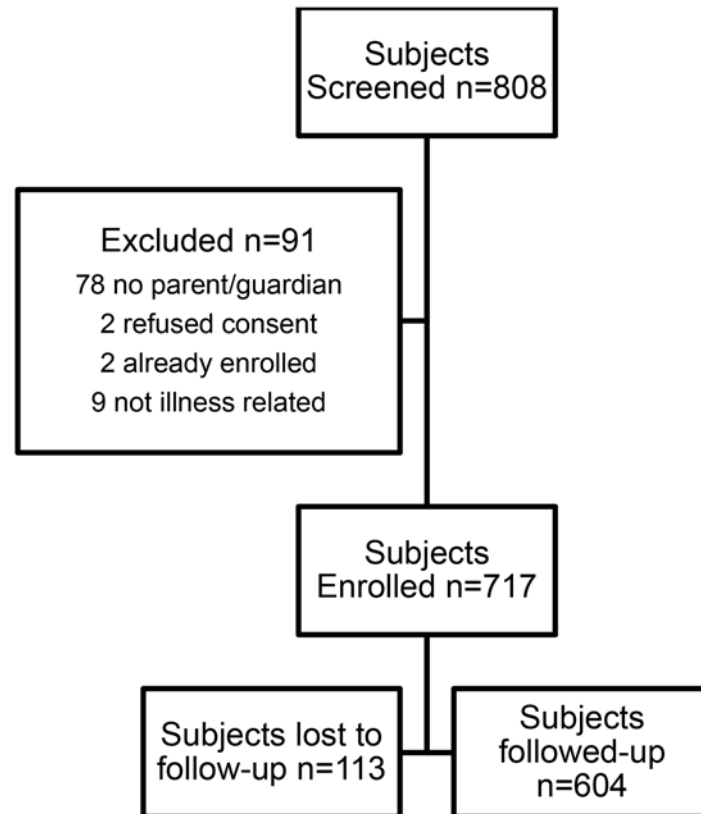 Subjects
Screened n=808
Excluded n=91
78 no parent/guardian
2 refused consent
2 already enrolled
9 not illness related
Subjects
Enrolled n=717
Subjects lost to
follow-up n=113
Subjects
followed-up
n=604